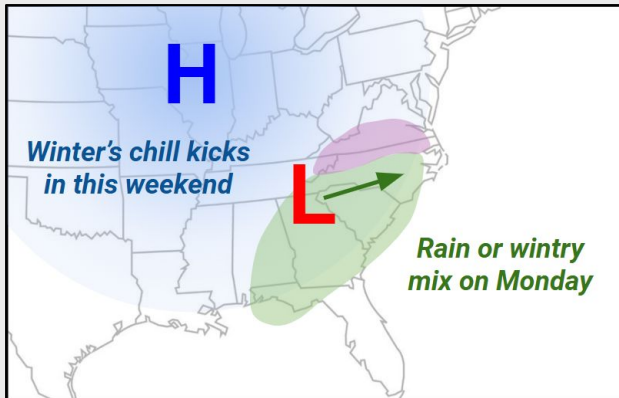 H
Winter's chill kicks
in this weekend
L
Rain or wintry
mix on Monday